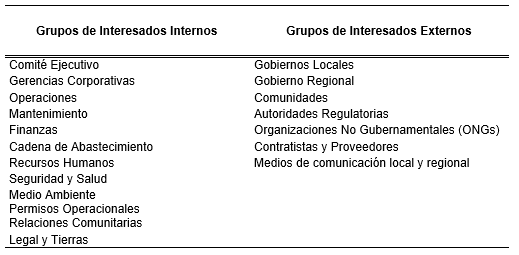 Grupos de Interesados Internos Grupos de Interesados Externos
Comité Ejecutivo Gobiernos Locales
Gerencias Corporativas Gobierno Regional
Operaciones Comunidades
Mantenimiento Autoridades Regulatorias
Finanzas Organizaciones No Gubernamentales (ONGs)
Cadena de Abastecimiento Contratistas y Proveedores
Recursos Humanos Medios de comunicación local y regional
Seguridad y Salud
Medio Ambiente
Permisos Operacionales
Relaciones Comunitarias
Legal y Tierras